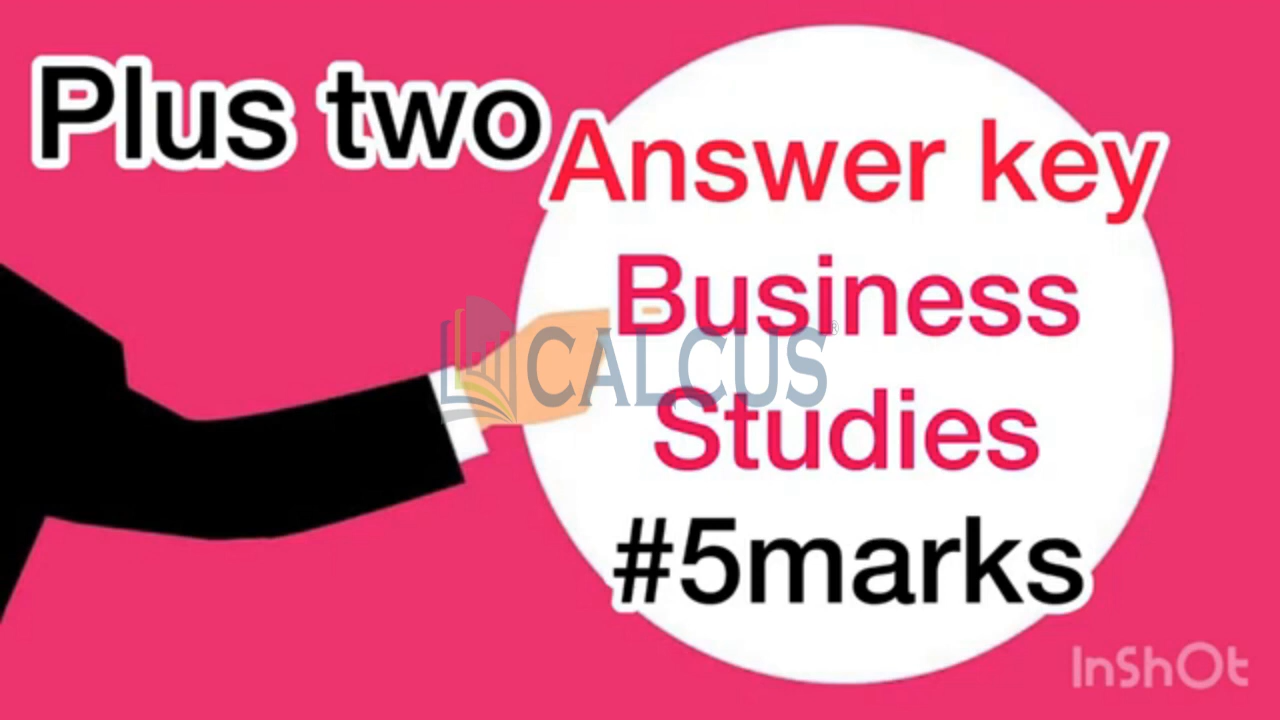 Plus two
Answer key
Business
CALCUS®
Studies
#5marks
InShOt